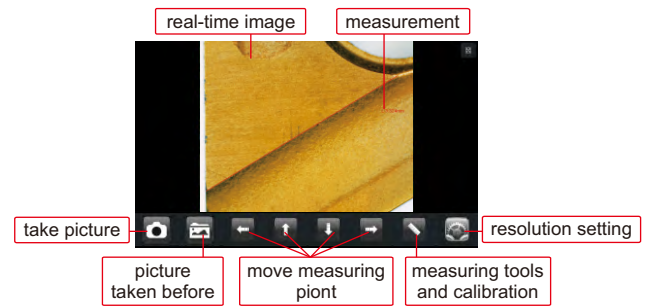 real-time image
measurement
take picture
resolution setting
picture
taken before
move measuring
piont
measuring tools
and calibration